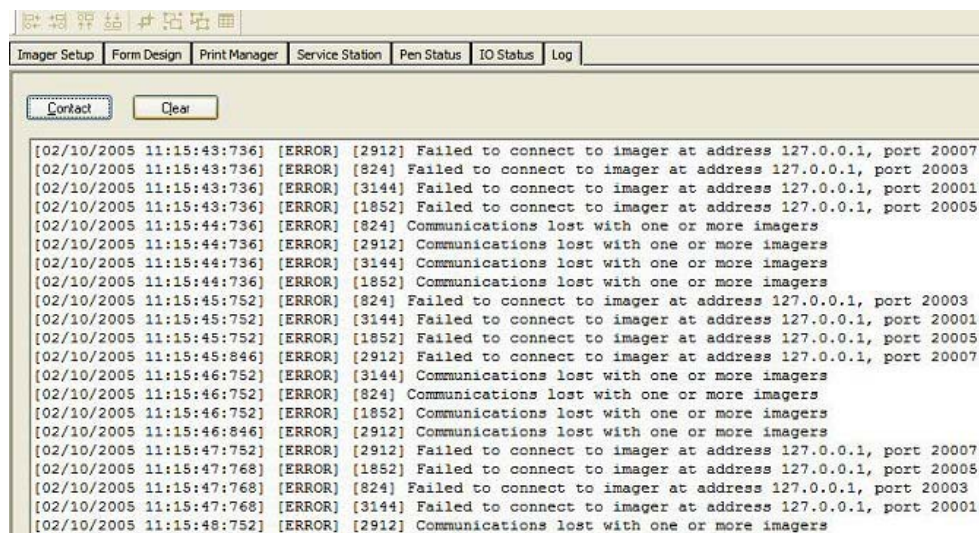 Imager Setup Form Design Print Manager Service Station Pen Status IO Status Log
Contact Clear
[02/10/2005 11:15:43:736] [ERROR] [2912] Failed to connect to imager at address 127.0.0.1, port 20007
[02/10/2005 11:15:43:736] [ERROR] [824] Failed to connect to imager at address 127.0.0.1, port 20003
[02/10/2005 11:15:43:736] [ERROR] [3144] Failed to connect to imager at address 127.0.0.1, port 20001
[02/10/2005 11:15:43:736] [ERROR] [1852] Failed to connect to imager at address 127.0.0.1, port 20005
[02/10/2005 11:15:44:736] [ERROR] [824] Communications lost with one or more imagers
[02/10/2005 11:15:44:736] [ERROR] [2912] Communications lost with one or more imagers
[02/10/2005 11:15:44:736] [ERROR] [3144] Communications lost with one or more imagers
[02/10/2005 11:15:44:736] [ERROR] [1852] Communications lost with one or more imagers
[02/10/2005 11:15:45:752] [ERROR] [824] Failed to connect to imager at address 127.0.0.1, port 20003
[02/10/2005 11:15:45:752] [ERROR] [3144] Failed to connect to imager at address 127.0.0.1, port 20001
[02/10/2005 11:15:45:752] [ERROR] [1852] Failed to connect to imager at address 127.0.0.1, port 20005
[02/10/2005 11:15:45:846] [ERROR] [2912] Failed to connect to imager at address 127.0.0.1, port 20007
[02/10/2005 11:15:46:752] [ERROR] [3144] Communications lost with one or more imagers
[02/10/2005 11:15:46:752] [ERROR] [824] Communications lost with one or more imagers
[02/10/2005 11:15:46:752] [ERROR] [1852] Communications lost with one or more imagers
[02/10/2005 11:15:46:846] [ERROR] [2912] Communications lost with one or more imagers
[02/10/2005 11:15:47:752] [ERROR] [2912] Failed to connect to imager at address 127.0.0.1, port 20007
[02/10/2005 11:15:47:768] [ERROR] [1852] Failed to connect to imager at address 127.0.0.1, port 20005
[02/10/2005 11:15:47:768] [ERROR] [824] Failed to connect to imager at address 127.0.0.1, port 20003
[02/10/2005 11:15:47:768] [ERROR] [3144] Failed to connect to imager at address 127.0.0.1, port 20001
[02/10/2005 11:15:48:752] [ERROR] [2912] Communications lost with one or more imagers